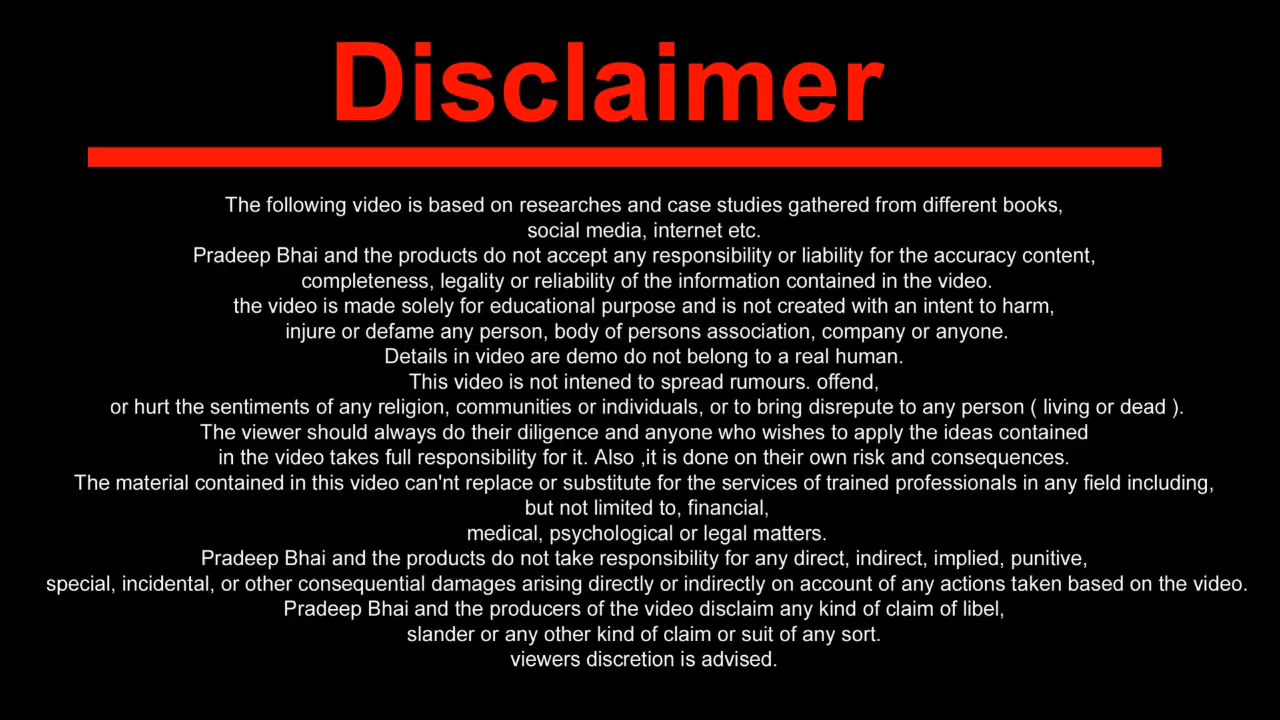 Disclaimer
The following video is based on researches and case studies gathered from different books,
social media, internet etc.
Pradeep Bhai and the products do not accept any responsibility or liability for the accuracy content,
completeness, legality or reliability of the information contained in the video.
the video is made solely for educational purpose and is not created with an intent to harm,
injure or defame any person, body of persons association, company or anyone.
Details in video are demo do not belong to a real human.
This video is not intened to spread rumours. offend,
or hurt the sentiments of any religion, communities or individuals, or to bring disrepute to any person ( living or dead ).
The viewer should always do their diligence and anyone who wishes to apply the ideas contained
in the video takes full responsibility for it. Also ,it is done on their own risk and consequences.
The material contained in this video can'nt replace or substitute for the services of trained professionals in any field including,
but not limited to, financial,
medical, psychological or legal matters.
Pradeep Bhai and the products do not take responsibility for any direct, indirect, implied, punitive,
special, incidental, or other consequential damages arising directly or indirectly on account of any actions taken based on the video.
Pradeep Bhai and the producers of the video disclaim any kind of claim of libel,
slander or any other kind of claim or suit of any sort.
viewers discretion is advised.